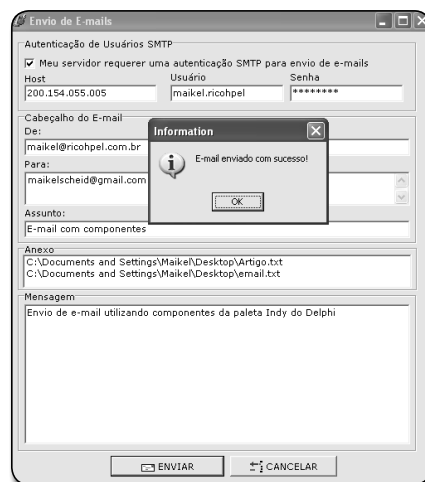 Envio de E-mails
Autenticação de Usuários SMTP
Meu servidor requerer uma autenticação SMTP para envio de e-mails
Host Usuário Senha
200.154.055.005 maikel.ricohpel ********
Cabeçalho do E-mail
De:
maikel@ricohpel.com.br
Para:
maikelscheid@gmail.com
Information
E-mail enviado com sucesso!
OK
Assunto:
E-mail com componentes
Anexo
C:\Documents and Settings\Maikel\Desktop\Artigo.txt
C:\Documents and Settings\Maikel\Desktop\email.txt
Mensagem
Envio de e-mail utilizando componentes da paleta Indy do Delphi
ENVIAR CANCELAR